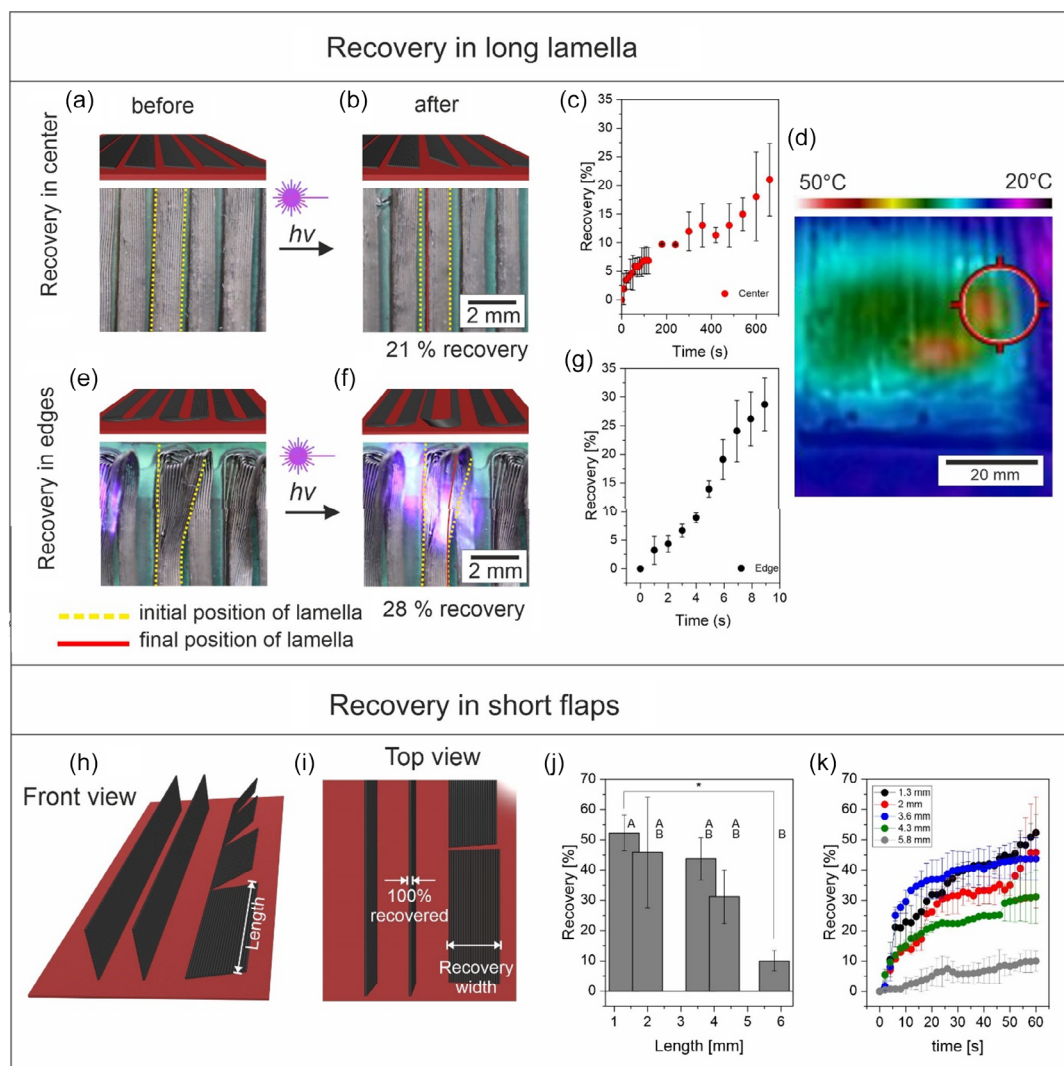 Recovery in long lamella
(a)
before
(b)
after
(c)
(d)
Recovery in center
hv
2 mm
21 % recovery
35
30
25
20
15
10
5
0
Recovery [%]
Center
0 200 400 600
Time (s)
50°C
20°C
20 mm
(e)
(f)
(g)
Recovery in edges
hv
2 mm
28 % recovery
35
30
25
20
15
10
5
0
Recovery [%]
Edge
0 2 4 6 8 10
Time (s)
initial position of lamella
final position of lamella
Recovery in short flaps
(h)
Front view
Length
(i)
Top view
100%
recovered
Recovery
width
(j)
70
60
50
40
30
20
10
0
Recovery [%]
*
A
A
B
A
B
A
B
B
1 2 3 4 5 6
Length [mm]
(k)
70
60
50
40
30
20
10
0
Recovery [%]
1.3 mm
2 mm
3.6 mm
4.3 mm
5.8 mm
0 10 20 30 40 50 60
time [s]